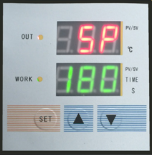 PV/SV
OUT SP
℃
PV/SV
WORK 180 TIME
S
SET